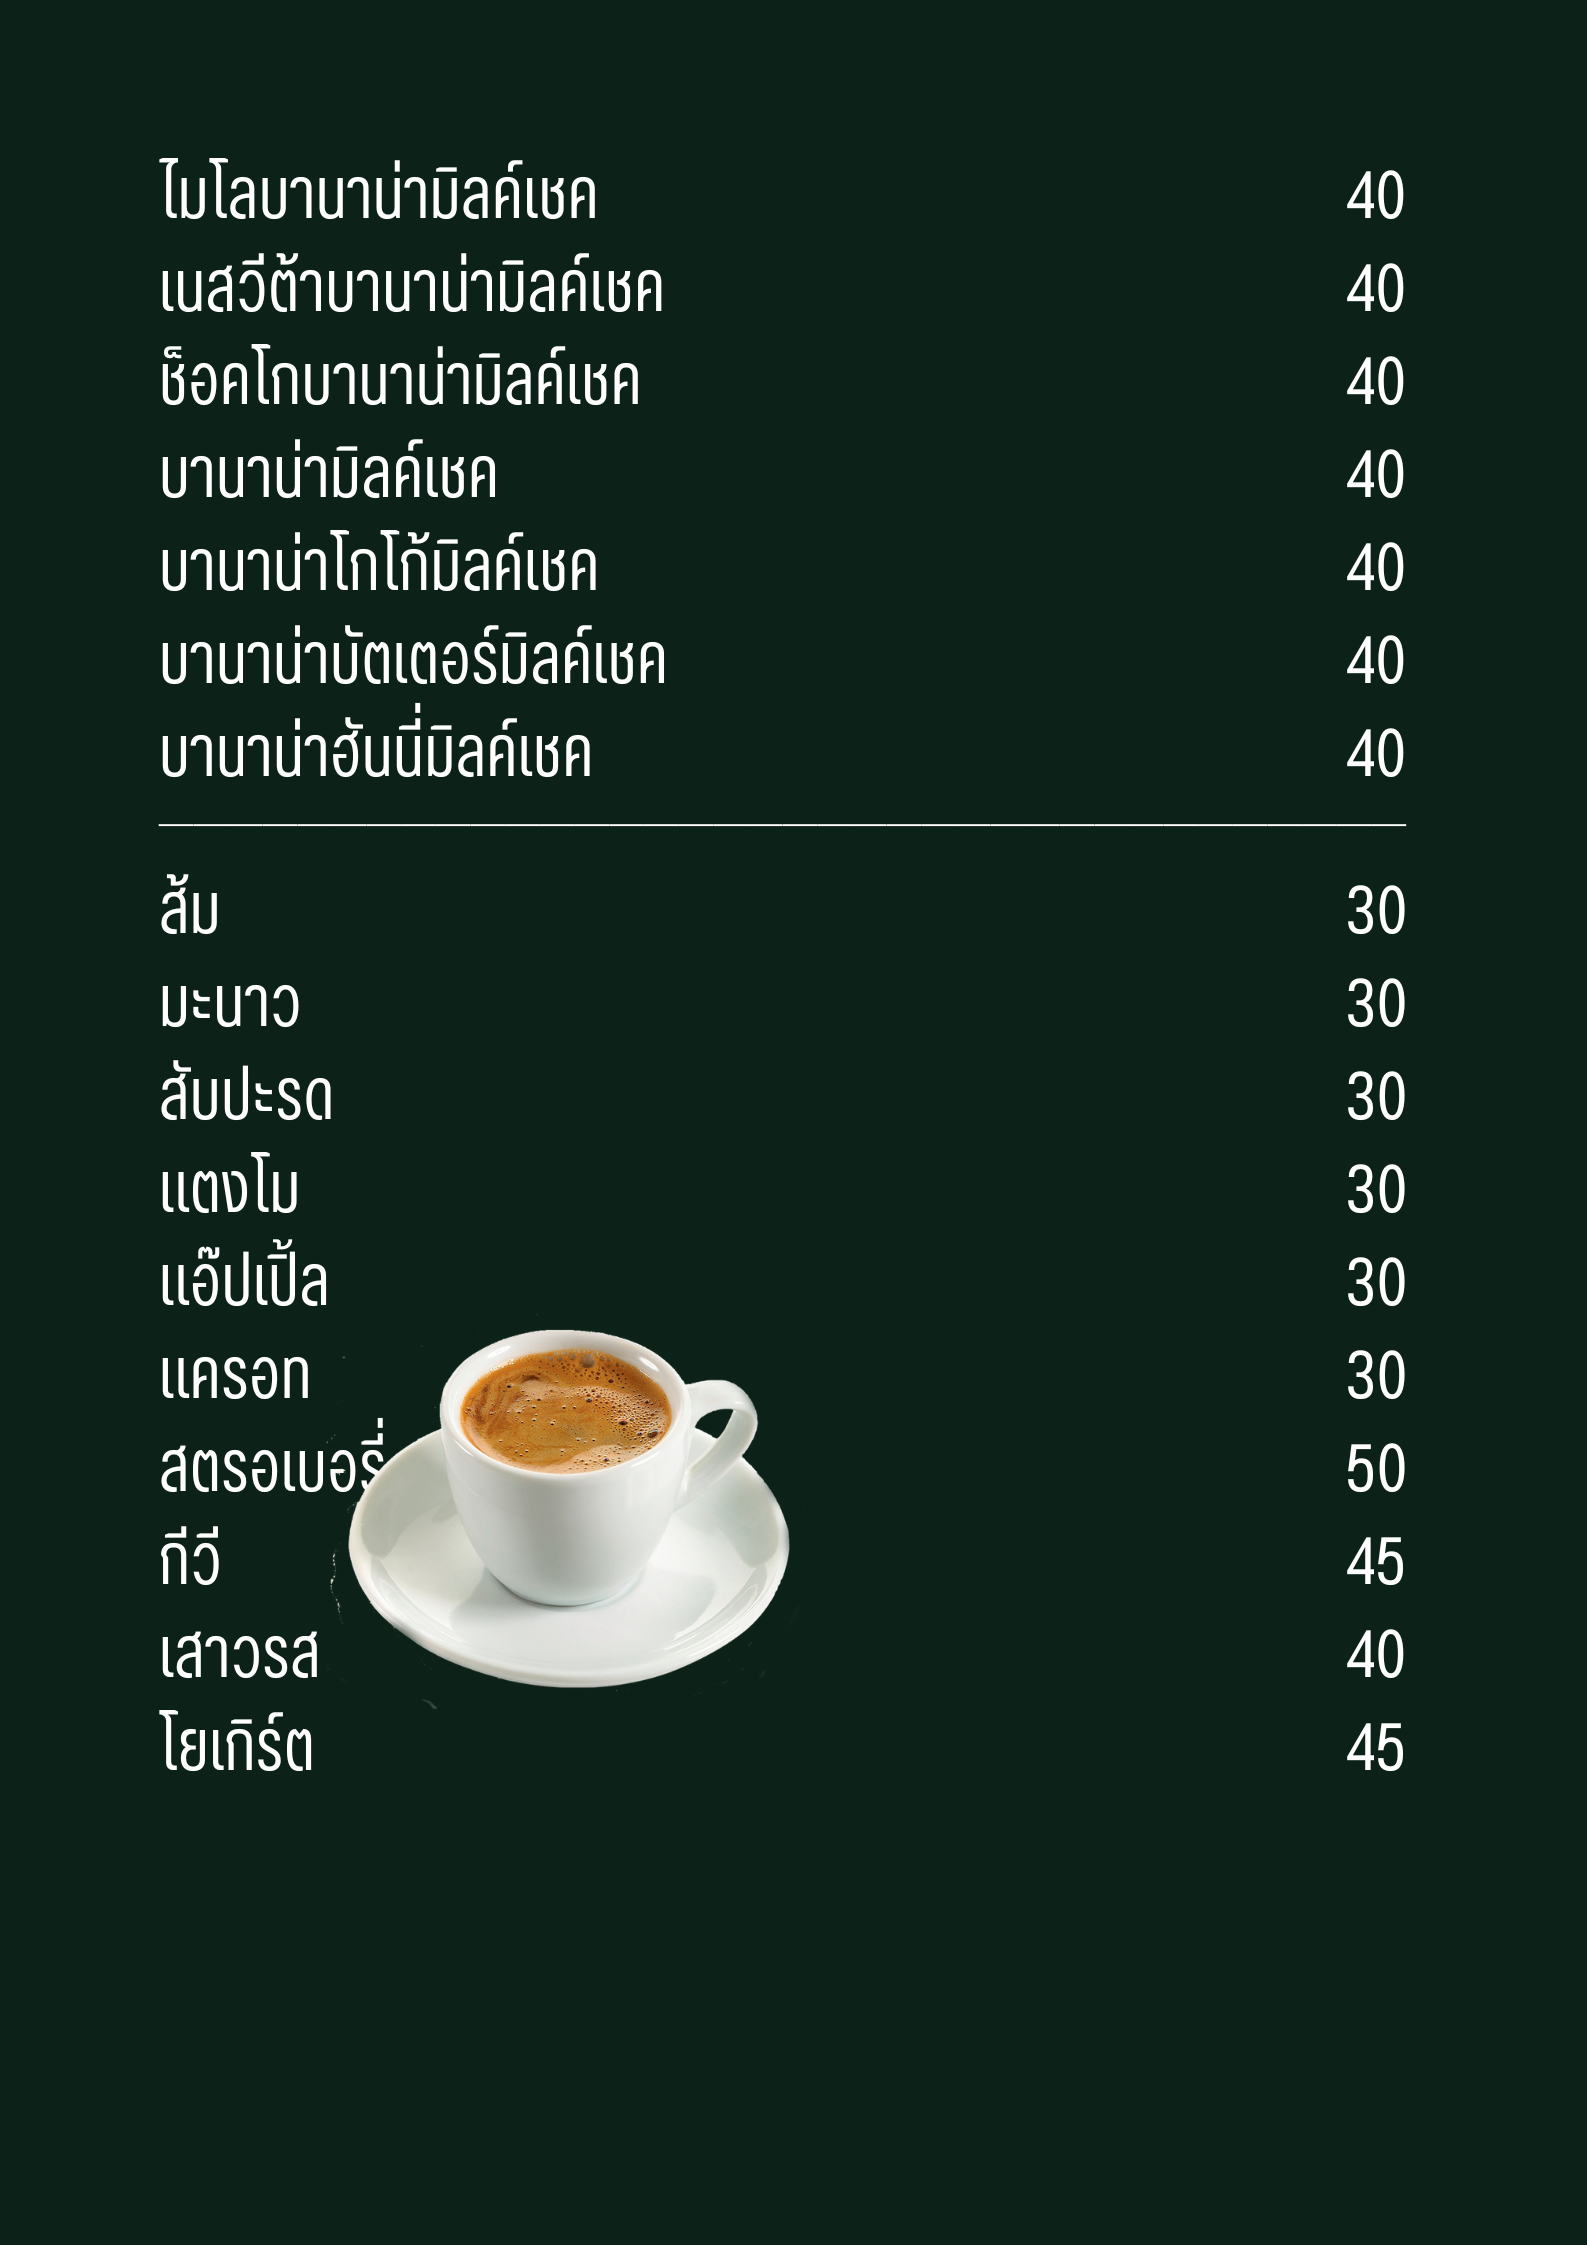 ไมโลบานาน่ามิลค์เชค 40
เนสวีต้าบานาน่ามิลค์เชค 40
ช็อคโกบานาน่ามิลค์เชค 40
บานาน่ามิลค์เชค 40
บานาน่าโกโก้มิลค์เชค 40
บานาน่าบัตเตอร์มิลค์เชค 40
บานาน่าฮันนี่มิลค์เชค 40
ส้ม 30
มะนาว 30
สับปะรด 30
แตงโม 30
แอ๊ปเปิ้ล 30
แครอท 30
สตรอเบอรี่ 50
กีวี 45
เสาวรส 40
โยเกิร์ต 45